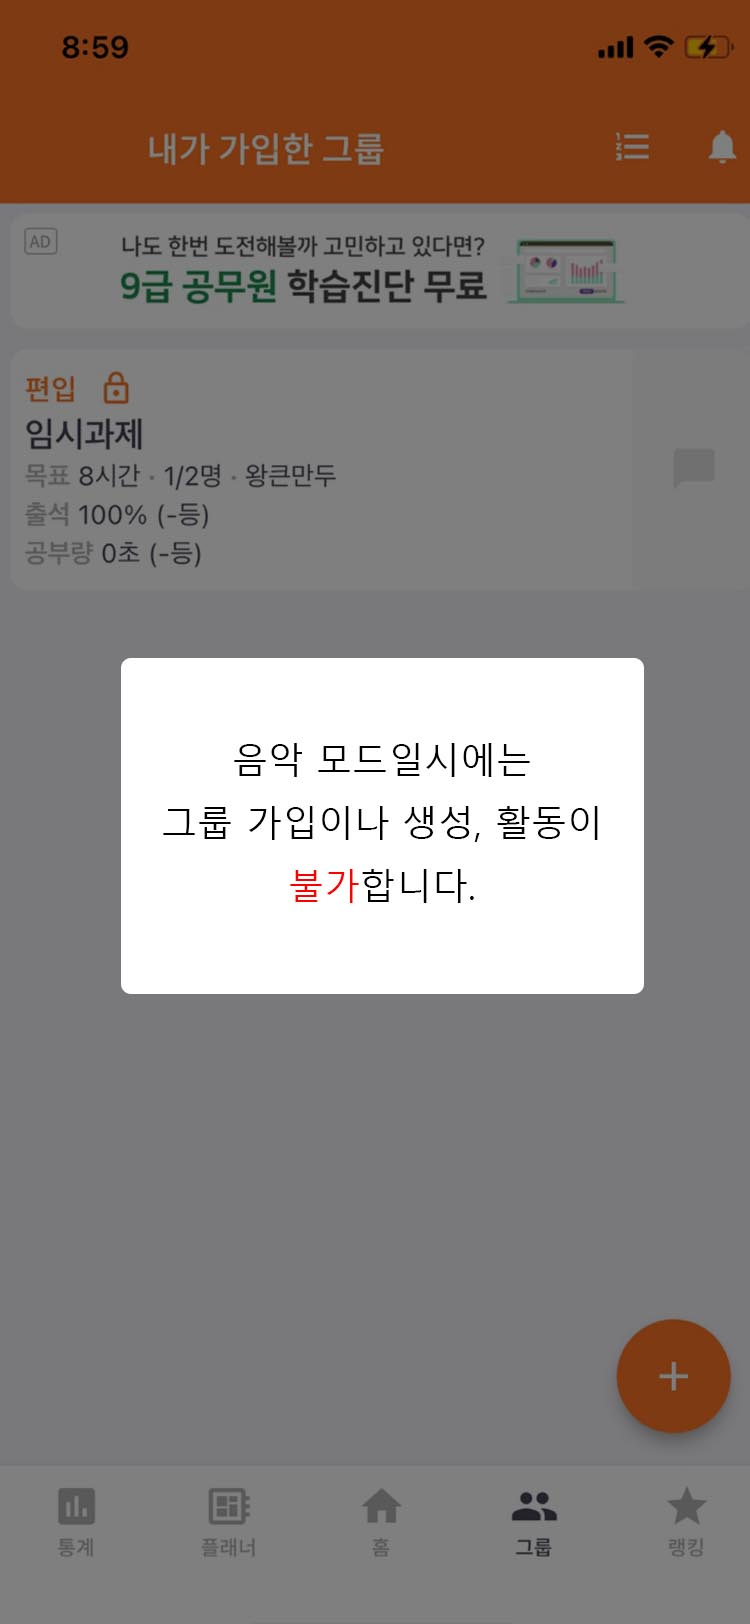 8:59
내가 가입한 그룹
AD
나도 한번 도전해볼까 고민하고 있다면?
9급 공무원 학습진단 무료
편입
임시과제
목표 8시간 · 1/2명 · 왕큰만두
출석 100% (-등)
공부량 0초 (-등)
음악 모드일시에는
그룹 가입이나 생성, 활동이
불가합니다.
+
통계
플래너
홈
그룹
랭킹